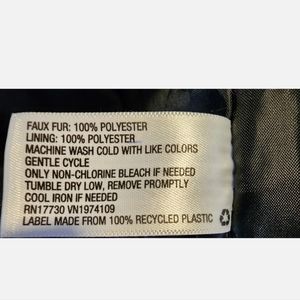 FAUX FUR: 100% POLYESTER
LINING: 100% POLYESTER
MACHINE WASH COLD WITH LIKE COLORS
GENTLE CYCLE
ONLY NON-CHLORINE BLEACH IF NEEDED
TUMBLE DRY LOW, REMOVE PROMPTLY
COOL IRON IF NEEDED
RN17730 VN1974109
LABEL MADE FROM 100% RECYCLED PLASTIC